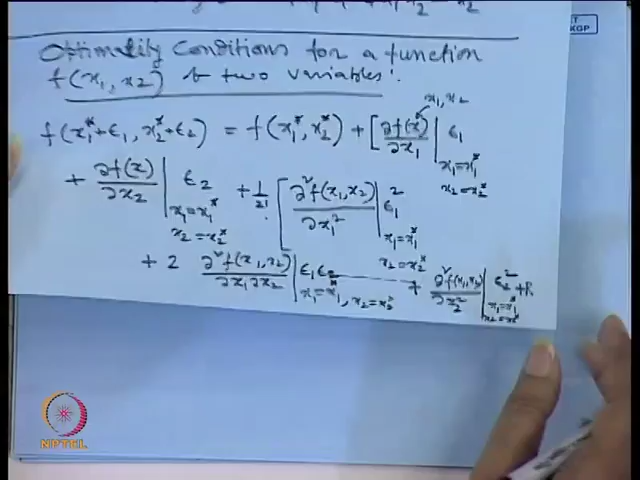 Optimality Conditions for a function
f(x₁, x₂) of two variables:
f(x₁*+ϵ₁, x₂*+ϵ₂) = f(x₁*, x₂*) + [∂f(x)/∂x₁ | x₁=x₁* x₂=x₂* ϵ₁
x₁, x₂
+ ∂f(x)/∂x₂ | x₁=x₁* x₂=x₂* ϵ₂ + 1/2! [∂²f(x₁,x₂)/∂x₁² | x₁=x₁* x₂=x₂* ϵ₁²
+ 2 ∂²f(x₁,x₂)/∂x₁∂x₂ | x₁=x₁*, x₂=x₂* ϵ₁ϵ₂ + ∂²f(x₁,x₂)/∂x₂² | x₁=x₁* x₂=x₂* ϵ₂² + R
KGP
NPTEL